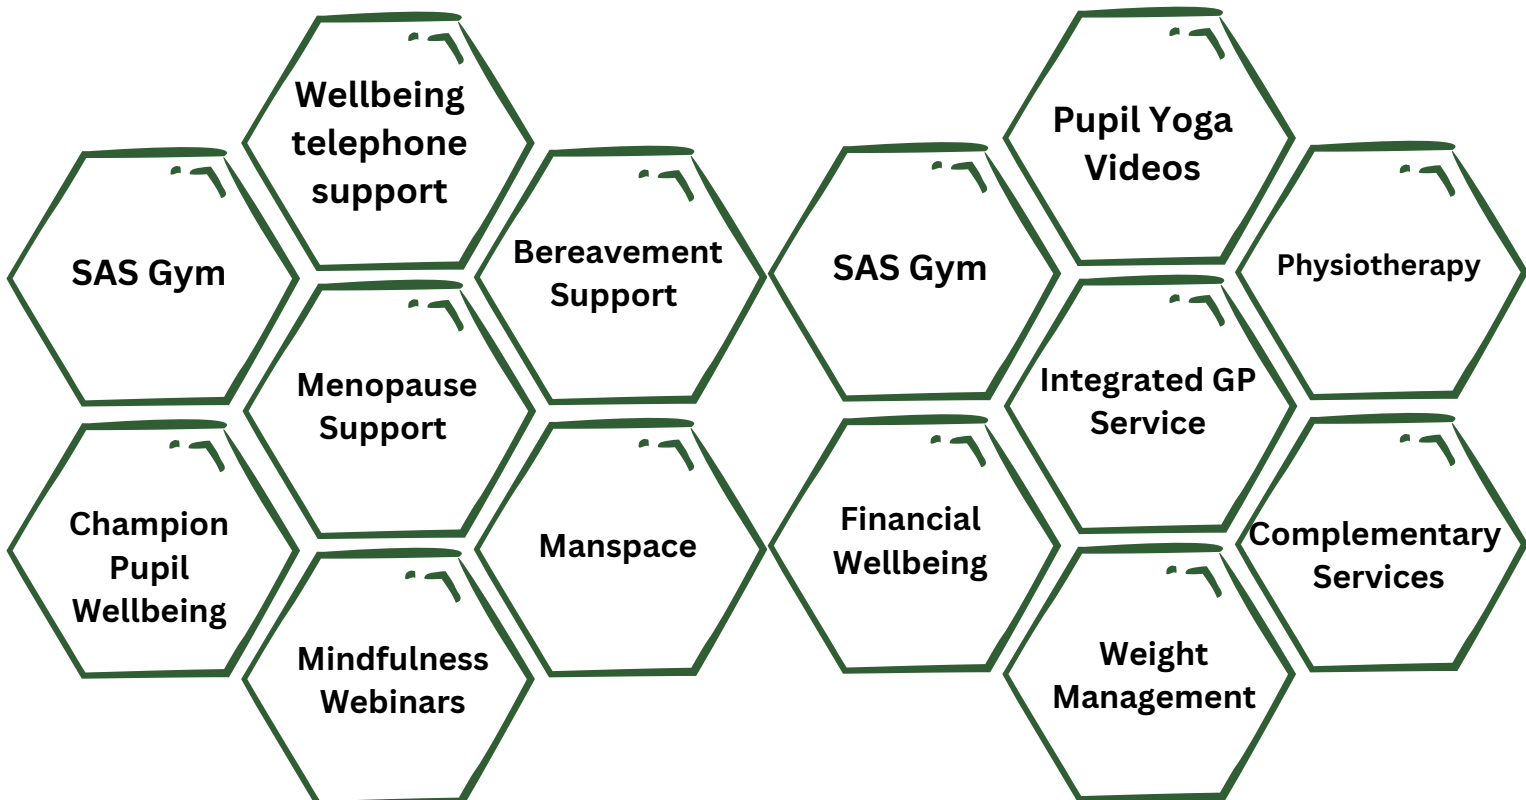 Wellbeing
telephone
support
SAS Gym
Bereavement
Support
Menopause
Support
Champion
Pupil
Wellbeing
Manspace
Mindfulness
Webinars
Pupil Yoga
Videos
SAS Gym
Physiotherapy
Integrated GP
Service
Financial
Wellbeing
Complementary
Services
Weight
Management